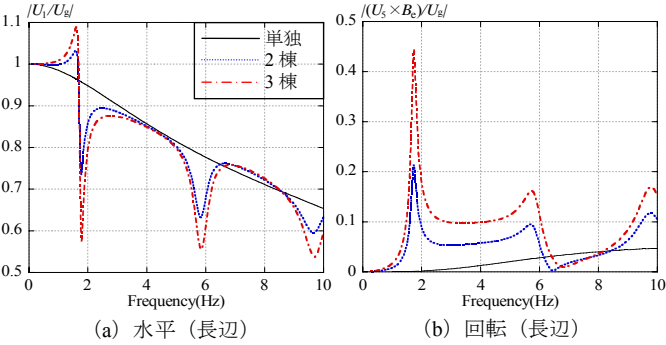 |U₁/Ug|
1.1
1
0.9
0.8
0.7
0.6
0.5
0 2 4 6 8 10
Frequency(Hz)
単独
2 棟
3 棟
(a) 水平（長辺）
|(U₅×Bₑ)/Ug|
0.5
0.4
0.3
0.2
0.1
0
0 2 4 6 8 10
Frequency(Hz)
(b) 回転（長辺）